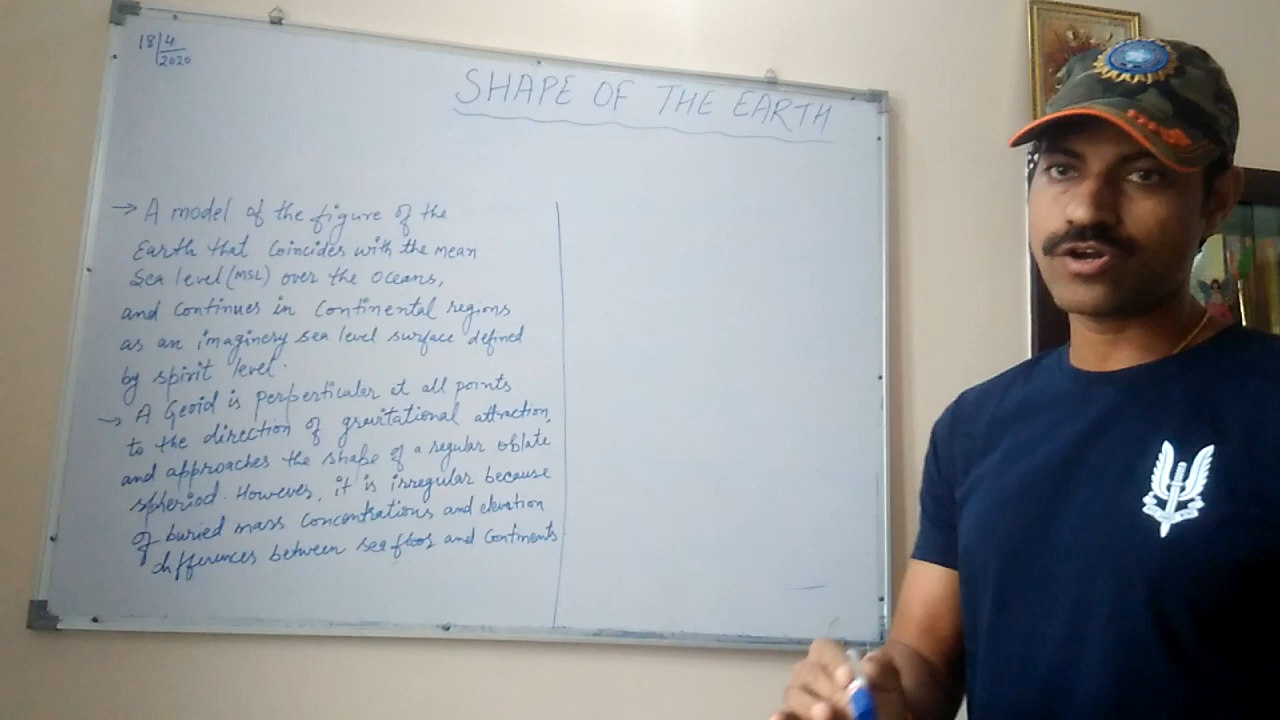 18/4/2020
SHAPE OF THE EARTH
→ A model of the figure of the
Earth that Coincides with the mean
Sea level (MSL) over the Oceans,
and Continues in Continental regions
as an imaginery sea level surface defined
by spirit level.
→ A Geoid is perperticular at all points
to the direction of gravitational attraction,
and approaches the shape of a regular oblate
spheriod. However, it is irregular because
of buried mass concentrations and elevation
differences between sea floor and Continents